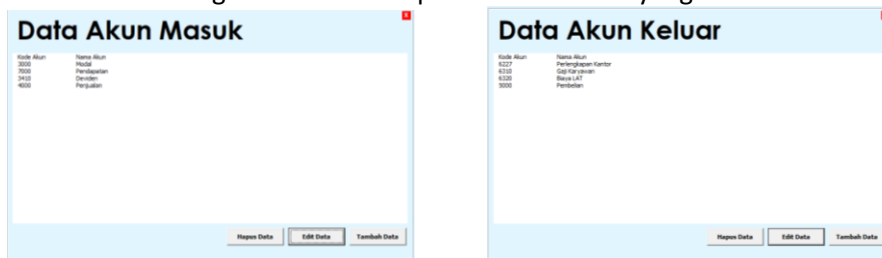 Data Akun Masuk
X
Kode Akun Nama Akun
3000 Modal
7000 Pendapatan
3410 Deviden
4000 Penjualan
Hapus Data Edit Data Tambah Data
Data Akun Keluar
Kode Akun Nama Akun
6227 Perlengkapan Kantor
6310 Gaji Karyawan
6320 Biaya LAT
5000 Pembelian
Hapus Data Edit Data Tambah Data